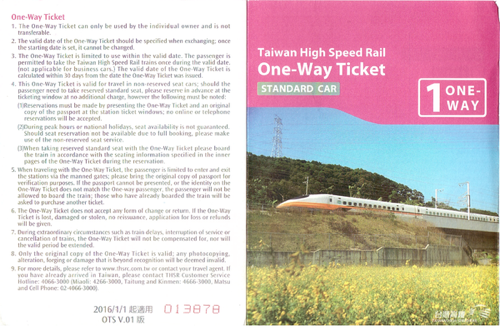 One-Way Ticket
1. The One-Way Ticket can only be used by the individual owner and is not
transferable.
2. The valid date of the One-Way Ticket should be specified when exchanging; once
the starting date is set, it cannot be changed.
3. The One-Way Ticket is limited to use within the valid date. The passenger is
permitted to take the Taiwan High Speed Rail trains once during the valid date,
(not applicable for business cars.) The valid date of the One-Way Ticket is
calculated within 30 days from the date the One-Way Ticket was issued.
4. This One-Way Ticket is valid for travel in non-reserved seat cars; should the
passenger need to take reserved standard seat, please reserve in advance at the
ticketing window at no additional charge, however the following must be noted:
(1)Reservations must be made by presenting the One-Way Ticket and an original
copy of the passport at the station ticket windows; no online or telephone
reservations will be accepted.
(2)During peak hours or national holidays, seat availability is not guaranteed.
Should seat reservation not be available due to full booking, please make
use of the non-reserved seat service.
(3)When taking reserved standard seat with the One-Way Ticket please board
the train in accordance with the seating information specified in the inner
pages of the One-Way Ticket during the reservation.
5. When traveling with the One-Way Ticket, the passenger is limited to enter and exit
the stations via the manned gates; please bring the original copy of passport for
verification purposes. If the passport cannot be presented, or the identity on the
One-Way Ticket does not match the One-way passenger, the passenger will not be
allowed to board the train; those who have already boarded the train will be
asked to purchase another ticket.
6. The One-Way Ticket does not accept any form of change or return. If the One-Way
Ticket is lost, damaged or stolen, no reissuance, application for loss or refunds
will be given.
7. During extraordinary circumstances such as train delays, interruption of service or
cancellation of trains, the One-Way Ticket will not be compensated for, nor will
the valid period be extended.
8. Only the original copy of the One-Way Ticket is valid; any photocopying,
alteration, forging or damage that is beyond recognition will be deemed invalid.
9. For more details, please refer to www.thsrc.com.tw or contact your travel agent. If
you have already arrived in Taiwan, please contact THSR Customer Service
Hotline: 4066-3000 (Miaoli: 4266-3000, Taitung and Kinmen: 4666-3000, Matsu
and Cell Phone: 02-4066-3000).
2016/1/1 起適用 013878
OTS V.01 版
Taiwan High Speed Rail
One-Way Ticket
STANDARD CAR
1 ONE-
WAY
台灣高鐵